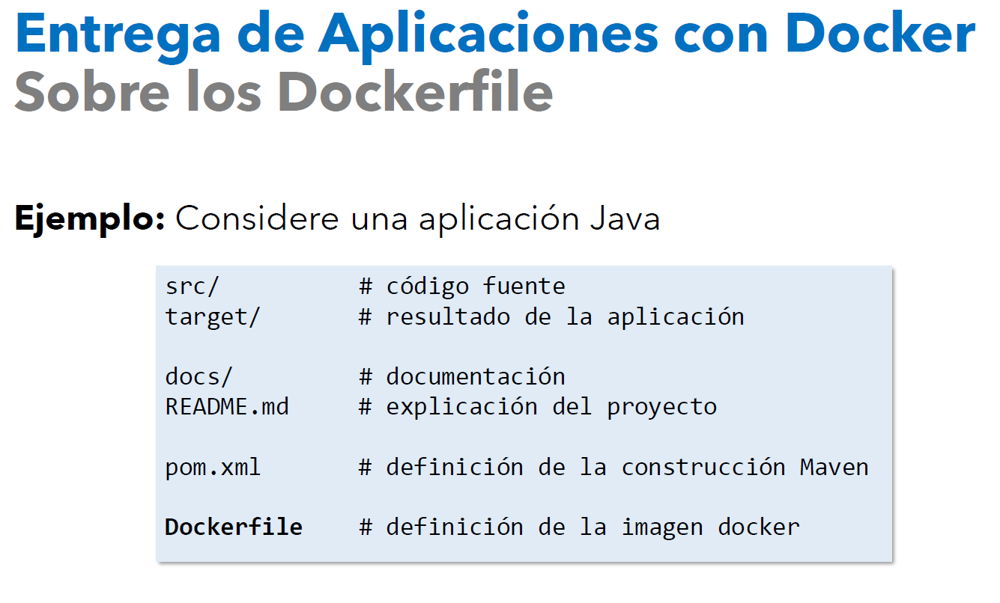 Entrega de Aplicaciones con Docker
Sobre los Dockerfile
Ejemplo: Considere una aplicación Java
src/ # código fuente
target/ # resultado de la aplicación
docs/ # documentación
README.md # explicación del proyecto
pom.xml # definición de la construcción Maven
Dockerfile # definición de la imagen docker